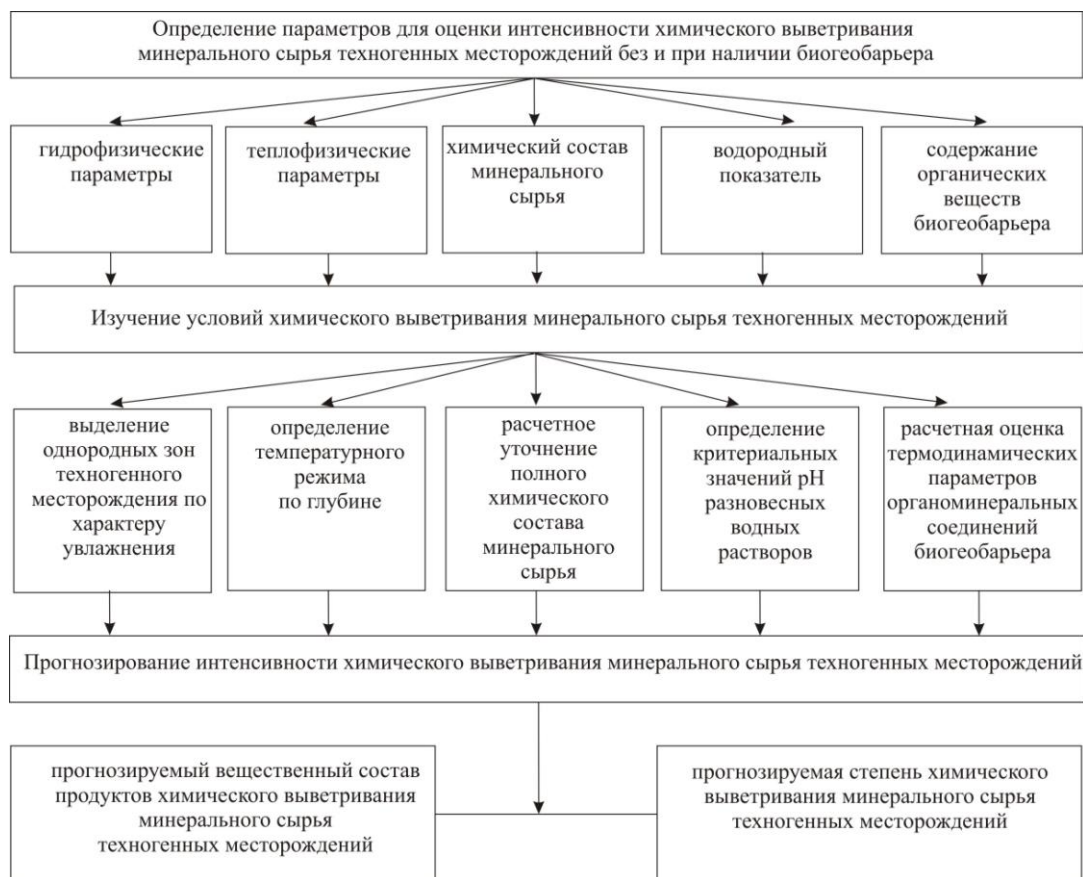 Определение параметров для оценки интенсивности химического выветривания
минерального сырья техногенных месторождений без и при наличии биогеобарьера
гидрофизические
параметры
теплофизические
параметры
химический состав
минерального
сырья
водородный
показатель
содержание
органических
веществ
биогеобарьера
Изучение условий химического выветривания минерального сырья техногенных месторождений
выделение
однородных зон
техногенного
месторождения по
характеру
увлажнения
определение
температурного
режима
по глубине
расчетное
уточнение
полного
химического
состава
минерального
сырья
определение
критериальных
значений pH
разновесных
водных
растворов
расчетная оценка
термодинамических
параметров
органоминеральных
соединений
биогеобарьера
Прогнозирование интенсивности химического выветривания минерального сырья техногенных месторождений
прогнозируемый вещественный состав
продуктов химического выветривания
минерального сырья
техногенных месторождений
прогнозируемая степень химического
выветривания минерального сырья
техногенных месторождений